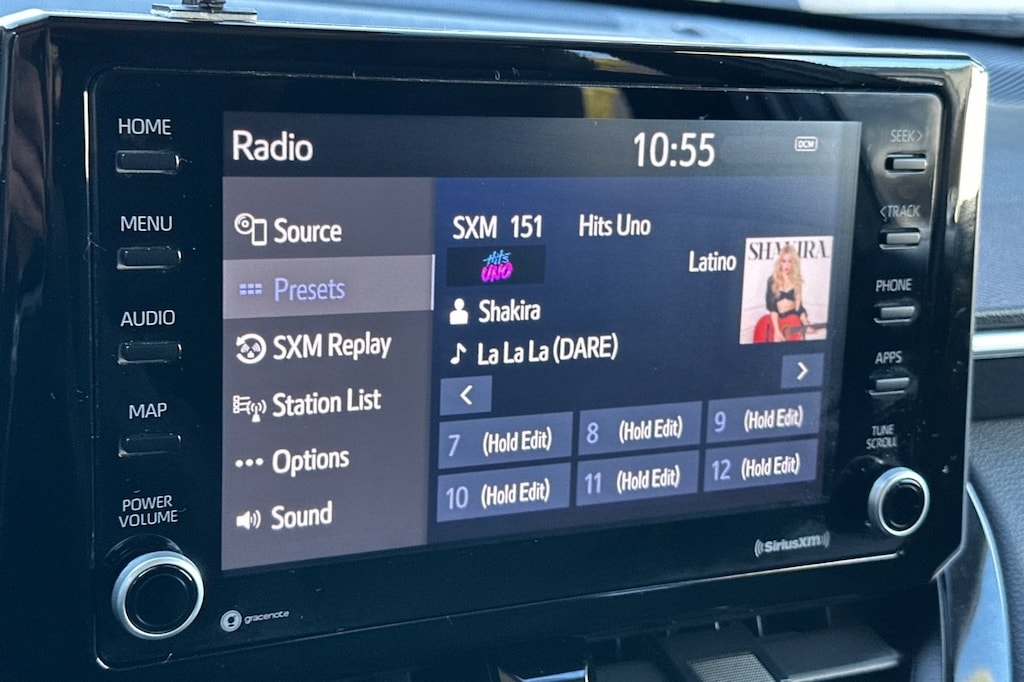 HOME
MENU
AUDIO
MAP
POWER
VOLUME
Radio
10:55
DCM
Source
Presets
SXM Replay
Station List
Options
Sound
SXM 151 Hits Uno
Hits
UNO
Latino
SHAKIRA.
Shakira
La La La (DARE)
<
>
7 (Hold Edit)
8 (Hold Edit)
9 (Hold Edit)
10 (Hold Edit)
11 (Hold Edit)
12 (Hold Edit)
SEEK>
<TRACK
PHONE
APPS
TUNE
SCROLL
gracenote
((SiriusXM))